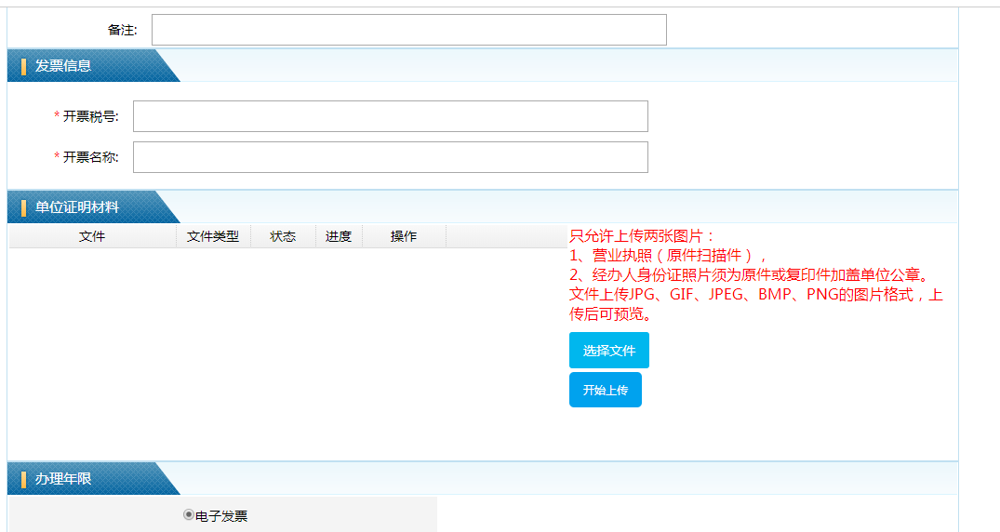 备注:
发票信息
* 开票税号:
* 开票名称:
单位证明材料
文件 文件类型 状态 进度 操作
只允许上传两张图片：
1、营业执照（原件扫描件），
2、经办人身份证照片须为原件或复印件加盖单位公章。
文件上传JPG、GIF、JPEG、BMP、PNG的图片格式，上
传后可预览。
选择文件
开始上传
办理年限
电子发票